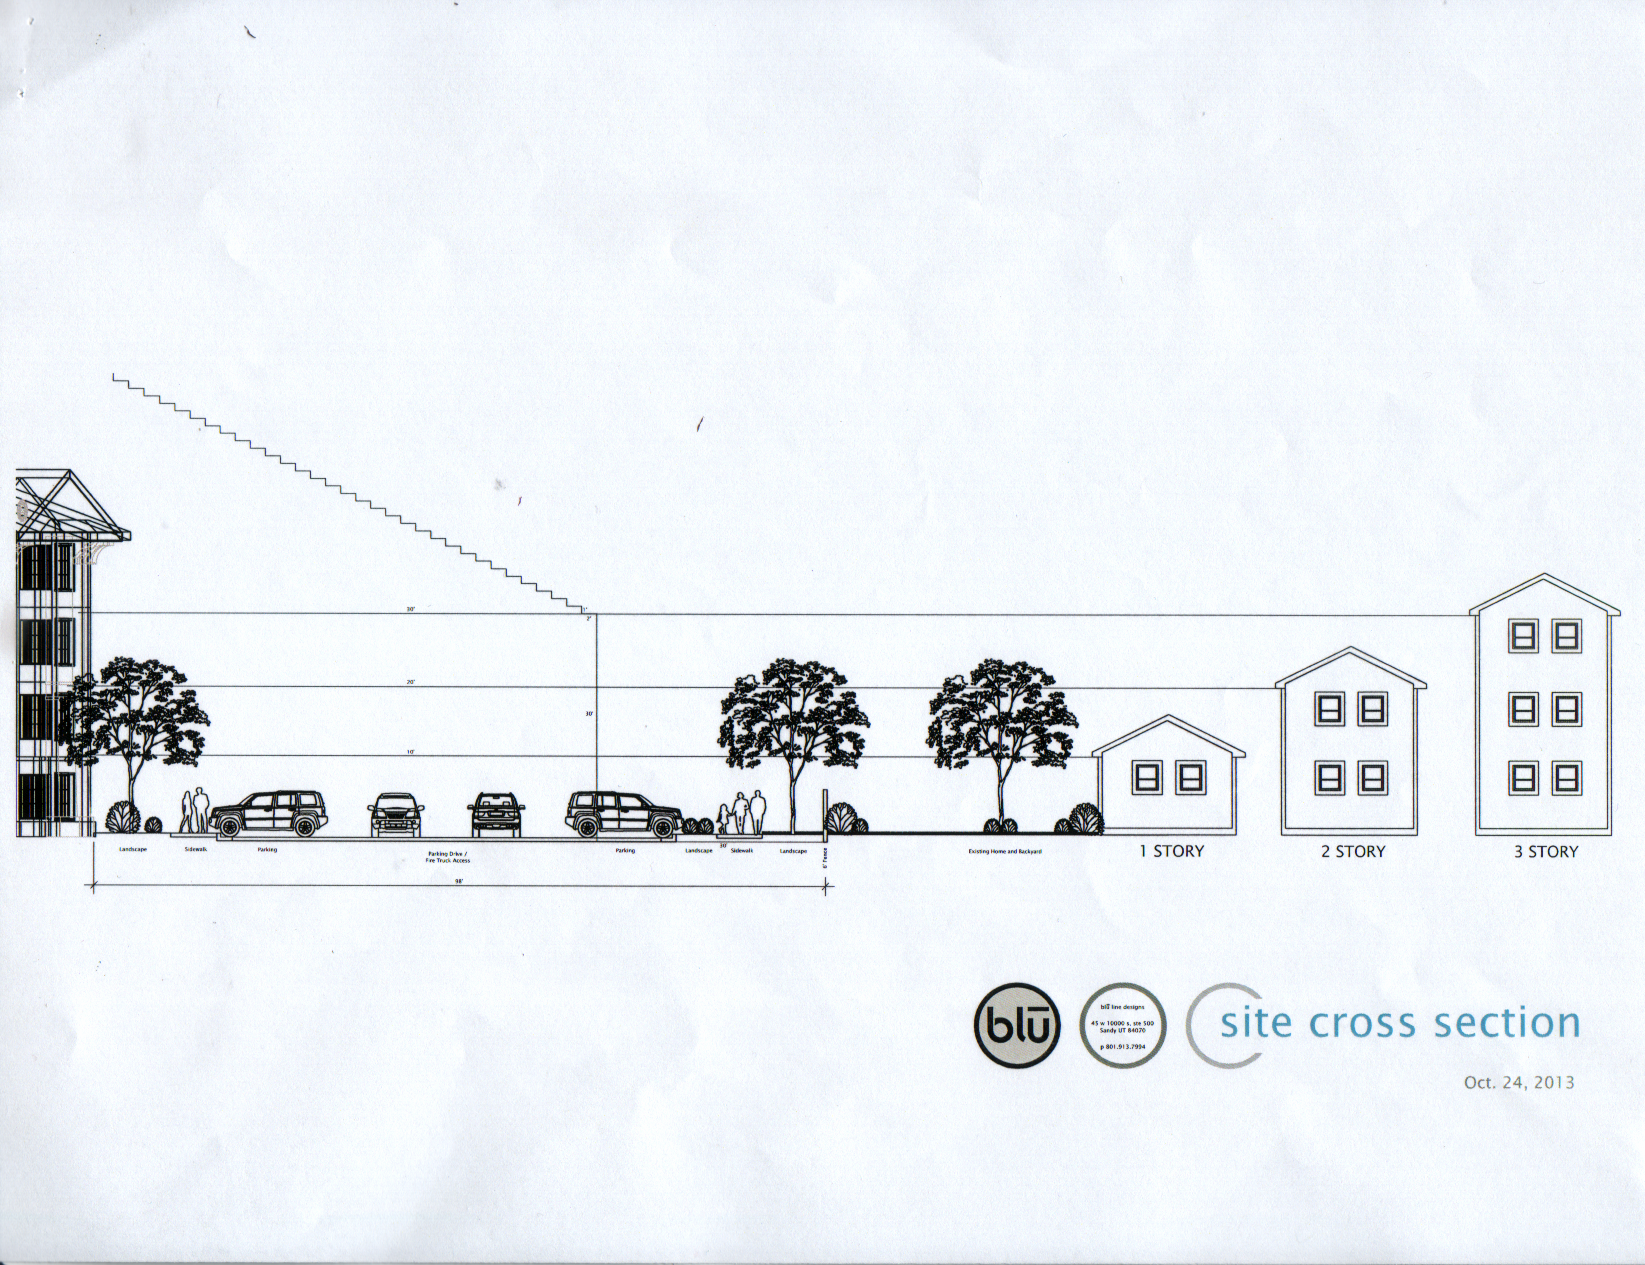 1'
2'
30'
20'
30'
10'
Landscape
Sidewalk
Parking
Parking Drive /
Fire Truck Access
Parking
Landscape
30'
Sidewalk
Landscape
6' Fence
Existing Home and Backyard
1 STORY
2 STORY
3 STORY
98'
blū
blū line designs
45 w 10000 s, ste 500
Sandy UT 84070
p 801.913.7994
site cross section
Oct. 24, 2013